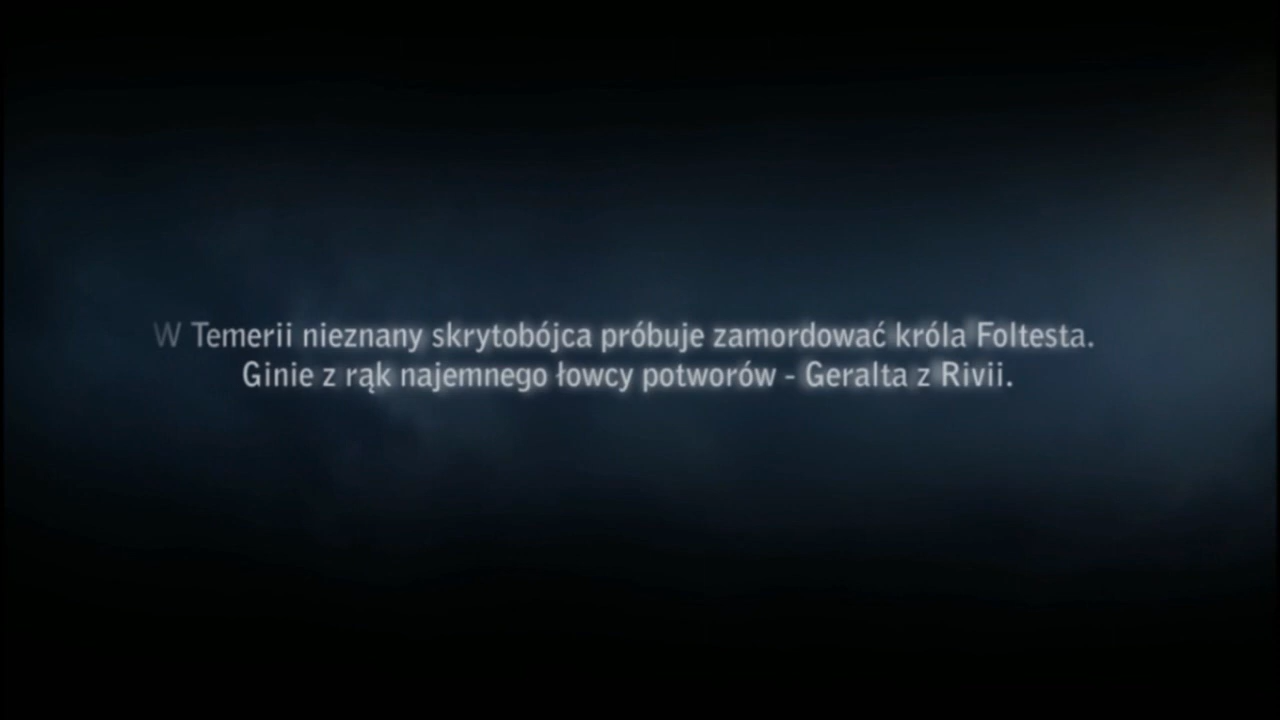 W Temerii nieznany skrytobójca próbuje zamordować króla Foltesta.
Ginie z rąk najemnego łowcy potworów - Geralta z Rivii.